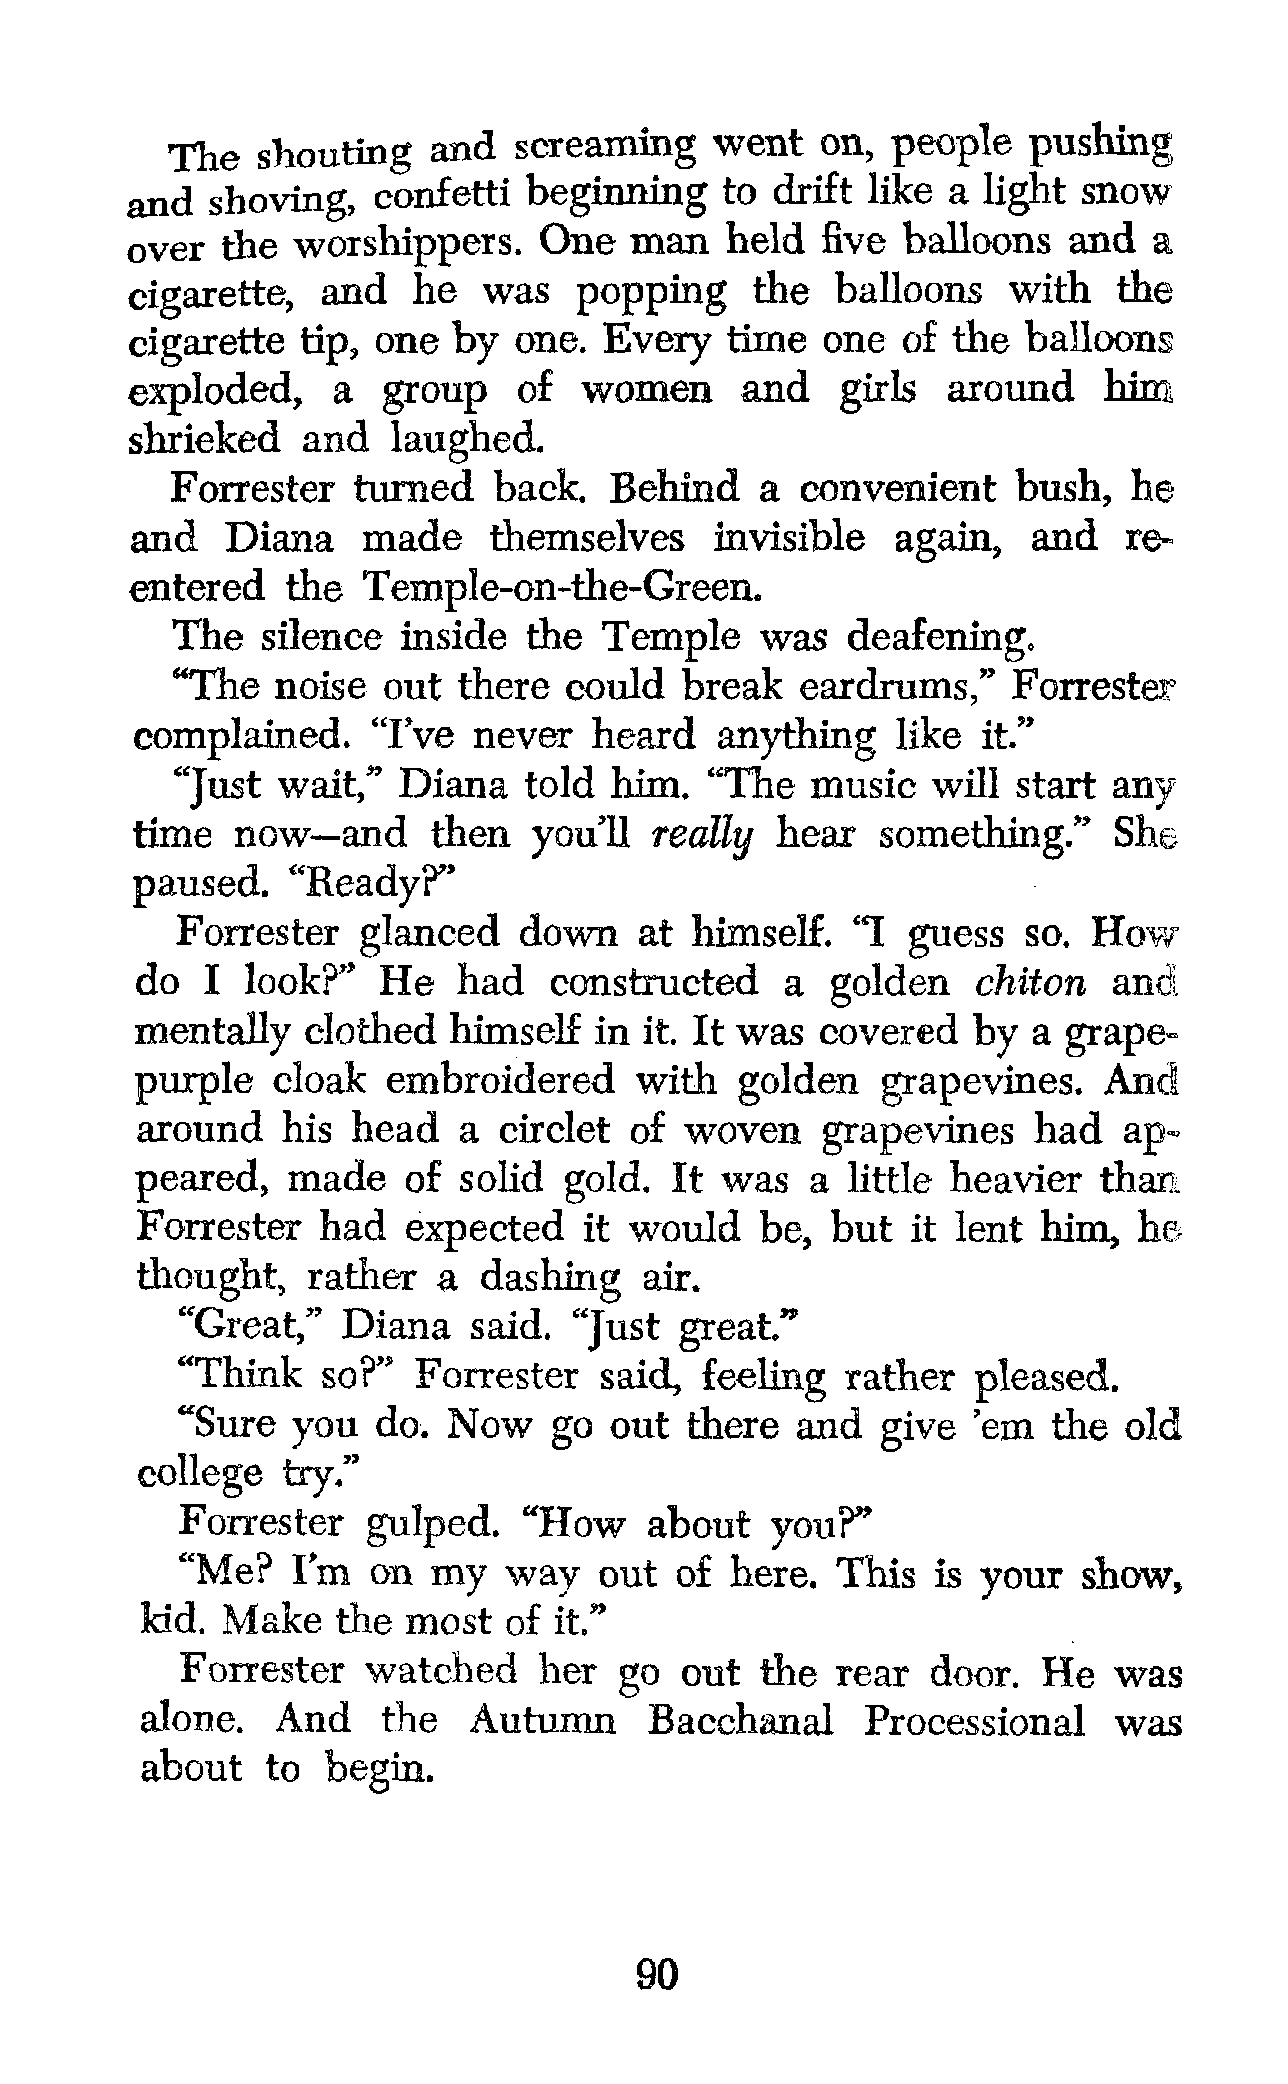 The shouting and screaming went on, people pushing
and shoving, confetti beginning to drift like a light snow
over the worshippers. One man held five balloons and a
cigarette, and he was popping the balloons with the
cigarette tip, one by one. Every time one of the balloons
exploded, a group of women and girls around him
shrieked and laughed.
Forrester turned back. Behind a convenient bush, he
and Diana made themselves invisible again, and re-
entered the Temple-on-the-Green.
The silence inside the Temple was deafening.
“The noise out there could break eardrums,” Forrester
complained. “I’ve never heard anything like it.”
“Just wait,” Diana told him. “The music will start any
time now—and then you’ll really hear something.” She
paused. “Ready?”
Forrester glanced down at himself. “I guess so. How
do I look?” He had constructed a golden chiton and
mentally clothed himself in it. It was covered by a grape-
purple cloak embroidered with golden grapevines. And
around his head a circlet of woven grapevines had ap-
peared, made of solid gold. It was a little heavier than
Forrester had expected it would be, but it lent him, he
thought, rather a dashing air.
“Great,” Diana said. “Just great.”
“Think so?” Forrester said, feeling rather pleased.
“Sure you do. Now go out there and give ’em the old
college try.”
Forrester gulped. “How about you?”
“Me? I’m on my way out of here. This is your show,
kid. Make the most of it.”
Forrester watched her go out the rear door. He was
alone. And the Autumn Bacchanal Processional was
about to begin.
90